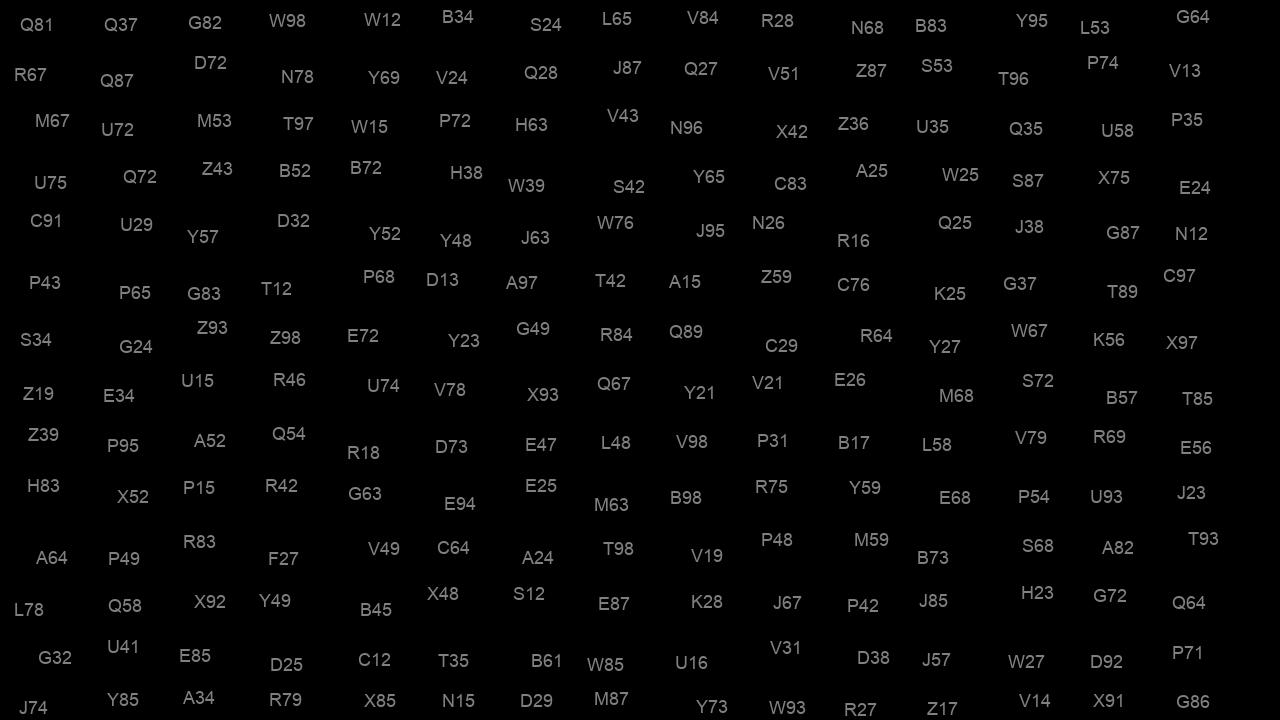 Q81 Q37 G82 W98 W12 B34 S24 L65 V84 R28 N68 B83 Y95 L53 G64
R67 Q87 D72 N78 Y69 V24 Q28 J87 Q27 V51 Z87 S53 T96 P74 V13
M67 U72 M53 T97 W15 P72 H63 V43 N96 X42 Z36 U35 Q35 U58 P35
U75 Q72 Z43 B52 B72 H38 W39 S42 Y65 C83 A25 W25 S87 X75 E24
C91 U29 Y57 D32 Y52 Y48 J63 W76 J95 N26 R16 Q25 J38 G87 N12
P43 P65 G83 T12 P68 D13 A97 T42 A15 Z59 C76 K25 G37 T89 C97
S34 G24 Z93 Z98 E72 Y23 G49 R84 Q89 C29 R64 Y27 W67 K56 X97
Z19 E34 U15 R46 U74 V78 X93 Q67 Y21 V21 E26 M68 S72 B57 T85
Z39 P95 A52 Q54 R18 D73 E47 L48 V98 P31 B17 L58 V79 R69 E56
H83 X52 P15 R42 G63 E94 E25 M63 B98 R75 Y59 E68 P54 U93 J23
A64 P49 R83 F27 V49 C64 A24 T98 V19 P48 M59 B73 S68 A82 T93
L78 Q58 X92 Y49 B45 X48 S12 E87 K28 J67 P42 J85 H23 G72 Q64
G32 U41 E85 D25 C12 T35 B61 W85 U16 V31 D38 J57 W27 D92 P71
J74 Y85 A34 R79 X85 N15 D29 M87 Y73 W93 R27 Z17 V14 X91 G86